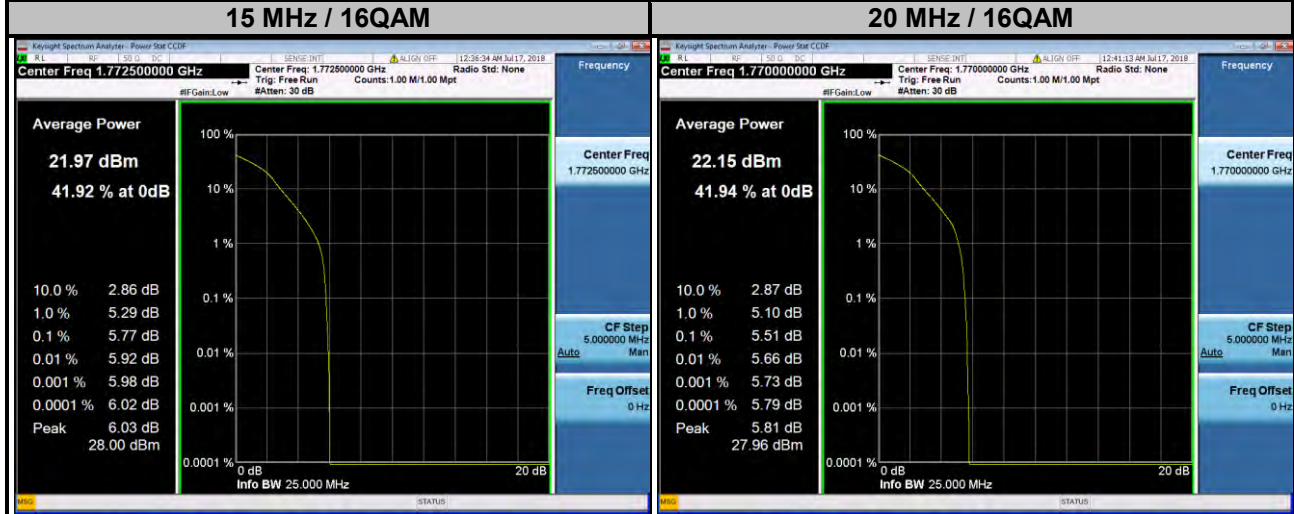 15 MHz / 16QAM
Keysight Spectrum Analyzer - Power Stat CCDF
RL RF 50 Ω DC SENSE:INT ALIGN OFF 12:36:34 AM Jul 17, 2018
Center Freq 1.772500000 GHz
Center Freq: 1.772500000 GHz Radio Std: None
Trig: Free Run Counts:1.00 M/1.00 Mpt
#IFGain:Low #Atten: 30 dB
Average Power
21.97 dBm
41.92 % at 0dB
10.0 % 2.86 dB
1.0 % 5.29 dB
0.1 % 5.77 dB
0.01 % 5.92 dB
0.001 % 5.98 dB
0.0001 % 6.02 dB
Peak 6.03 dB
28.00 dBm
100 %
10 %
1 %
0.1 %
0.01 %
0.001 %
0.0001 %
0 dB 20 dB
Info BW 25.000 MHz
Frequency
Center Freq
1.772500000 GHz
CF Step
5.000000 MHz
Auto Man
Freq Offset
0 Hz
MSG STATUS
20 MHz / 16QAM
Keysight Spectrum Analyzer - Power Stat CCDF
RL RF 50 Ω DC SENSE:INT ALIGN OFF 12:41:13 AM Jul 17, 2018
Center Freq 1.770000000 GHz
Center Freq: 1.770000000 GHz Radio Std: None
Trig: Free Run Counts:1.00 M/1.00 Mpt
#IFGain:Low #Atten: 30 dB
Average Power
22.15 dBm
41.94 % at 0dB
10.0 % 2.87 dB
1.0 % 5.10 dB
0.1 % 5.51 dB
0.01 % 5.66 dB
0.001 % 5.73 dB
0.0001 % 5.79 dB
Peak 5.81 dB
27.96 dBm
100 %
10 %
1 %
0.1 %
0.01 %
0.001 %
0.0001 %
0 dB 20 dB
Info BW 25.000 MHz
Frequency
Center Freq
1.770000000 GHz
CF Step
5.000000 MHz
Auto Man
Freq Offset
0 Hz
MSG STATUS